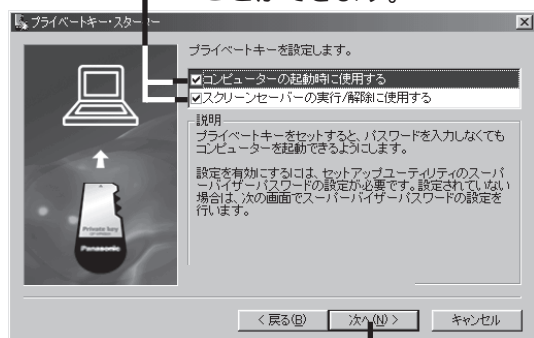 ことができます。
プライベートキー・スターター
プライベートキーを設定します。
コンピューターの起動時に使用する
スクリーンセーバーの実行/解除に使用する
説明
プライベートキーをセットすると、パスワードを入力しなくても
コンピューターを起動できるようにします。
設定を有効にするには、セットアップユーティリティのスーパ
ーバイザーパスワードの設定が必要です。設定されていない
場合は、次の画面でスーパーバイザーパスワードの設定を
行います。
Private key
Panasonic
< 戻る(B)
次へ(N) >
キャンセル